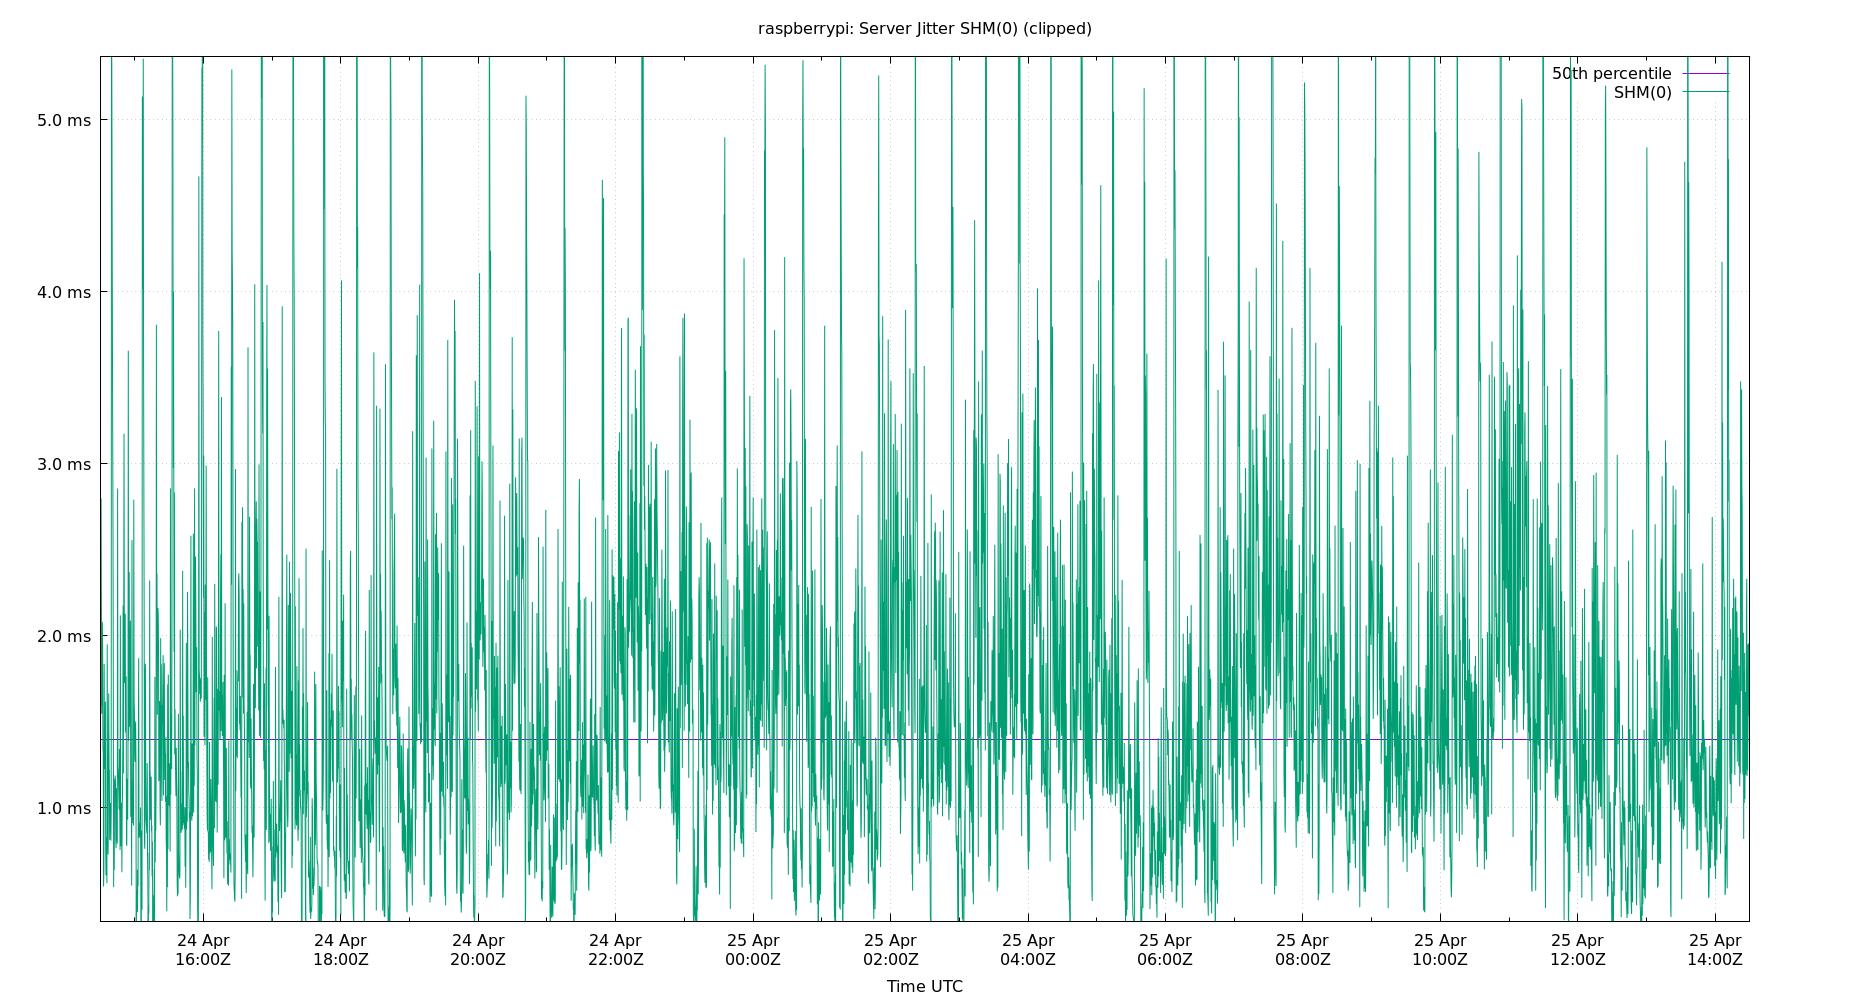 raspberrypi: Server Jitter SHM(0) (clipped)
50th percentile
SHM(0)
5.0 ms
4.0 ms
3.0 ms
2.0 ms
1.0 ms
24 Apr 24 Apr 24 Apr 24 Apr 25 Apr 25 Apr 25 Apr 25 Apr 25 Apr 25 Apr 25 Apr 25 Apr
16:00Z 18:00Z 20:00Z 22:00Z 00:00Z 02:00Z 04:00Z 06:00Z 08:00Z 10:00Z 12:00Z 14:00Z
Time UTC